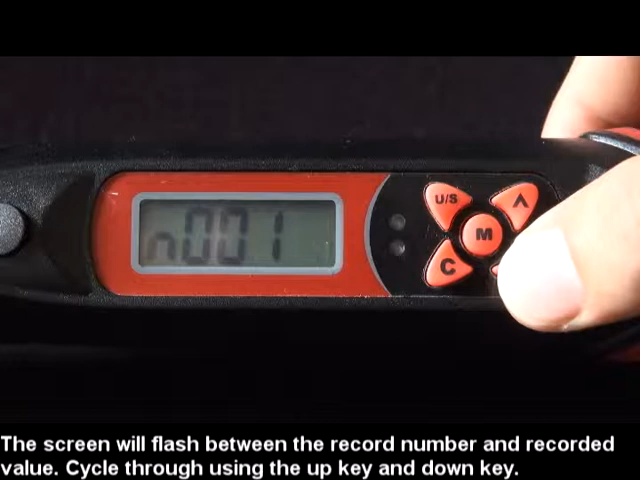 n001
U/S
Λ
M
C
The screen will flash between the record number and recorded
value. Cycle through using the up key and down key.